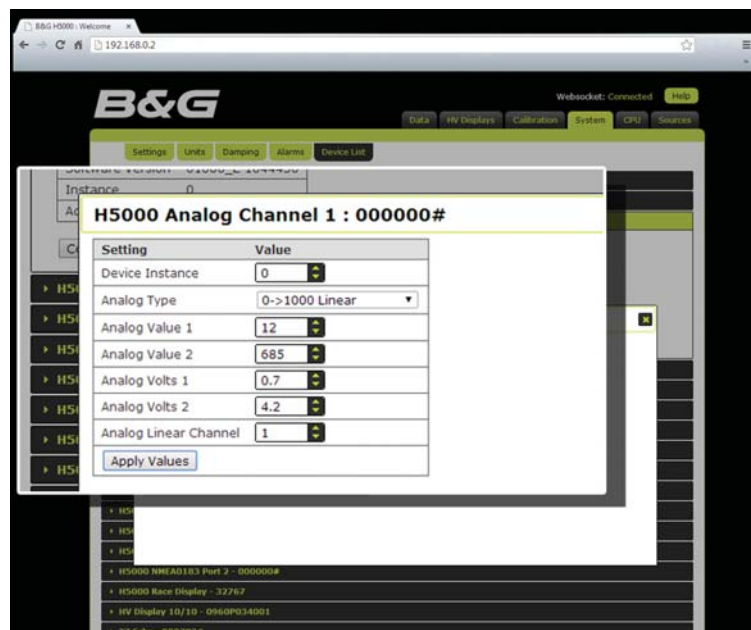 B&G H5000 : Welcome
192.168.0.2
B&G
Websocket: Connected Help
Data HV Displays Calibration System CPU Sources
Settings Units Damping Alarms Device List
Software Version
Instance 0
H5000 Analog Channel 1 : 000000#
Setting Value
Device Instance 0
Analog Type 0->1000 Linear
Analog Value 1 12
Analog Value 2 685
Analog Volts 1 0.7
Analog Volts 2 4.2
Analog Linear Channel 1
Apply Values
H5000 NMEA0183 Port 2 - 000000#
H5000 Race Display - 32767
HV Display 10/10 - 0960P034001